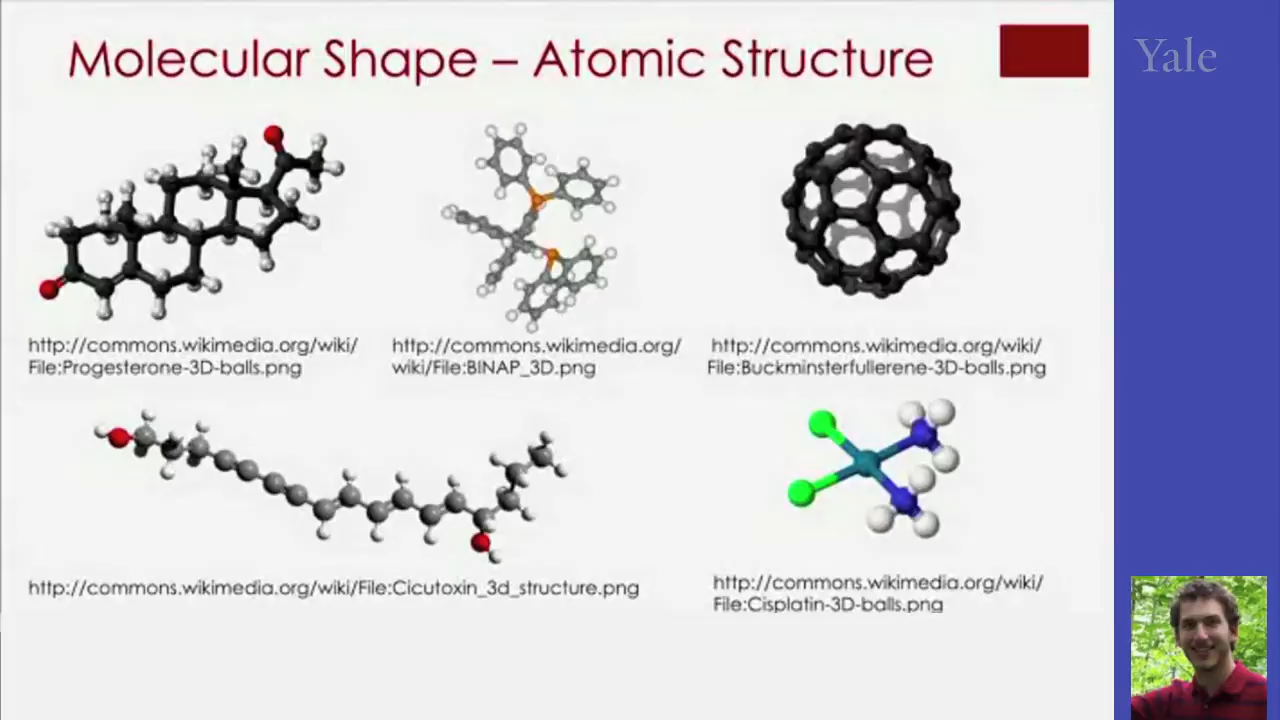 Molecular Shape – Atomic Structure
Yale
http://commons.wikimedia.org/wiki/
File:Progesterone-3D-balls.png
http://commons.wikimedia.org/
wiki/File:BINAP_3D.png
http://commons.wikimedia.org/wiki/
File:Buckminsterfullerene-3D-balls.png
http://commons.wikimedia.org/wiki/File:Cicutoxin_3d_structure.png
http://commons.wikimedia.org/wiki/
File:Cisplatin-3D-balls.png